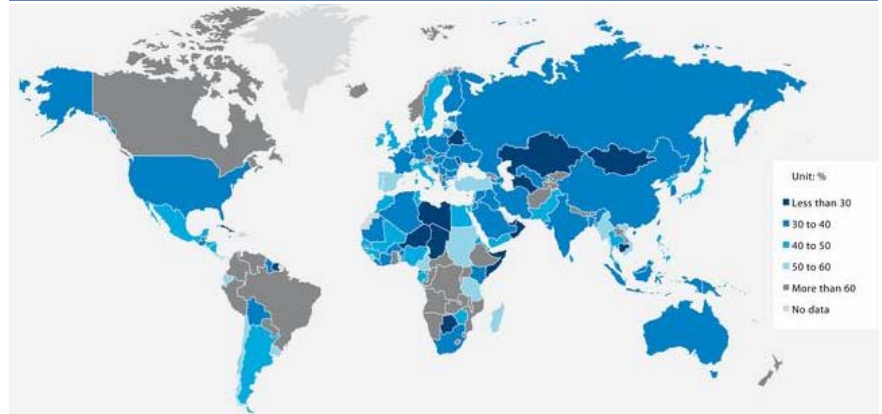 Unit: %
Less than 30
30 to 40
40 to 50
50 to 60
More than 60
No data